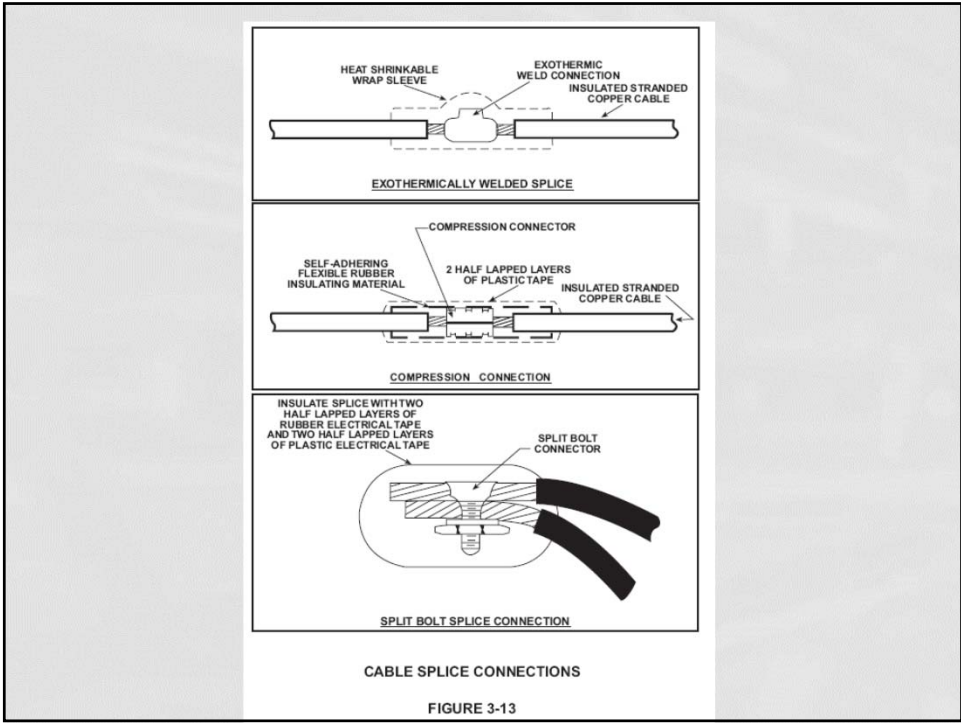 HEAT SHRINKABLE
WRAP SLEEVE
EXOTHERMIC
WELD CONNECTION
INSULATED STRANDED
COPPER CABLE
EXOTHERMICALLY WELDED SPLICE
COMPRESSION CONNECTOR
SELF-ADHERING
FLEXIBLE RUBBER
INSULATING MATERIAL
2 HALF LAPPED LAYERS
OF PLASTIC TAPE
INSULATED STRANDED
COPPER CABLE
COMPRESSION CONNECTION
INSULATE SPLICE WITH TWO
HALF LAPPED LAYERS OF
RUBBER ELECTRICAL TAPE
AND TWO HALF LAPPED LAYERS
OF PLASTIC ELECTRICAL TAPE
SPLIT BOLT
CONNECTOR
SPLIT BOLT SPLICE CONNECTION
CABLE SPLICE CONNECTIONS
FIGURE 3-13